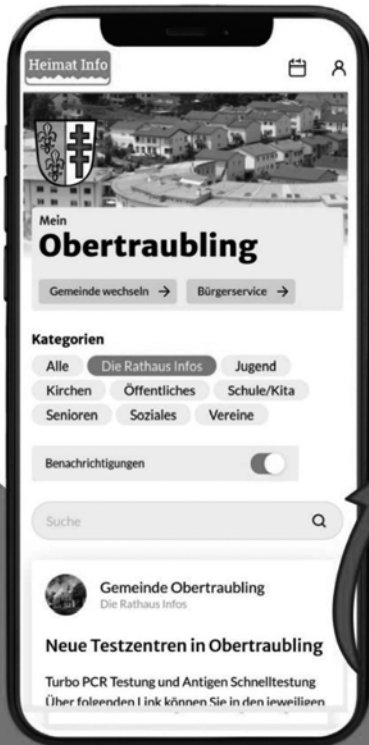 Heimat Info
Mein
Obertraubling
Gemeinde wechseln → Bürgerservice →
Kategorien
Alle Die Rathaus Infos Jugend
Kirchen Öffentliches Schule/Kita
Senioren Soziales Vereine
Benachrichtigungen
Suche
Gemeinde Obertraubling
Die Rathaus Infos
Neue Testzentren in Obertraubling
Turbo PCR Testung und Antigen Schnelltestung
Über folgenden Link können Sie in den jeweiligen